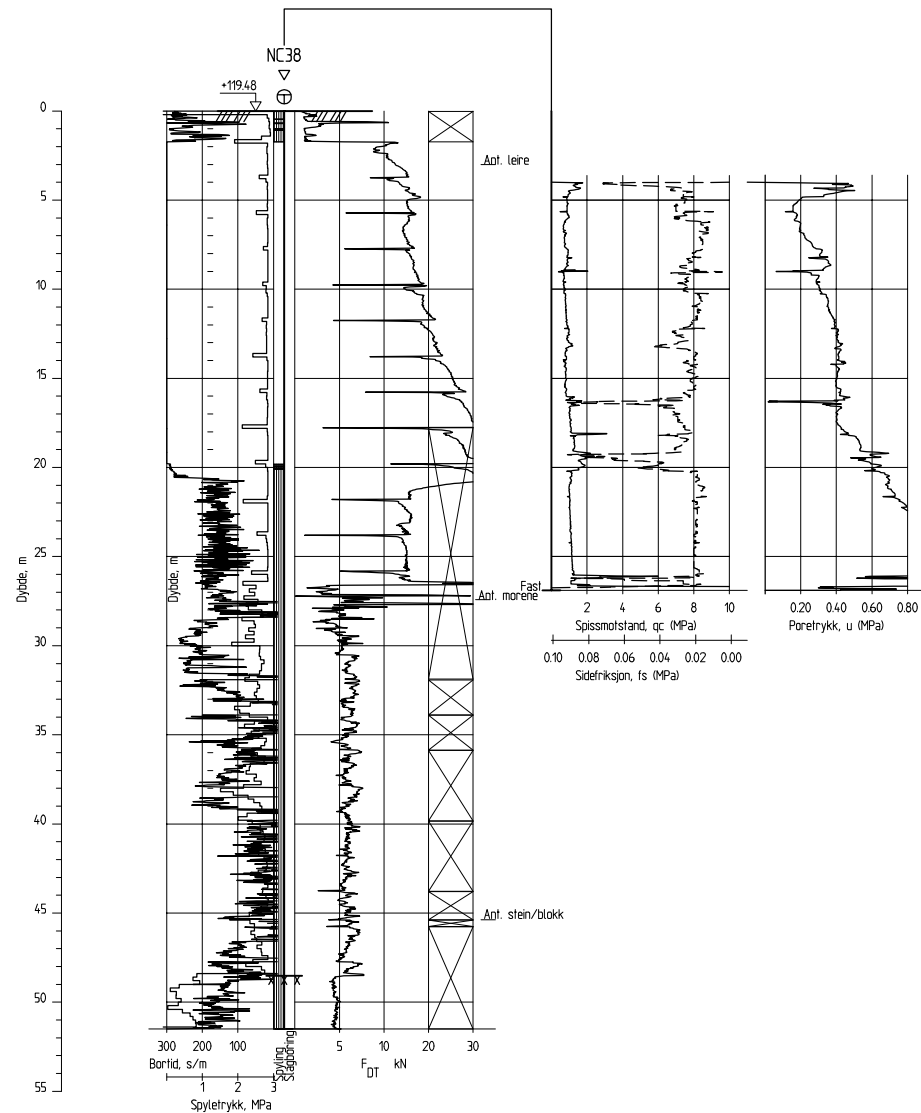 NC38
T
+119.48
0
5
10
15
20
25
30
35
40
45
50
55
Dybde, m
Dybde, m
Ant. leire
Fast
Ant. morene
Ant. stein/blokk
X X X
300 200 100
5 10 20 30
Bortid, s/m
F_DT kN
Spyling
Slagboring
1 2 3
Spyletrykk, MPa
2 4 6 8 10
Spissmotstand, qc (MPa)
0.10 0.08 0.06 0.04 0.02 0.00
Sidefriksjon, fs (MPa)
0.20 0.40 0.60 0.80
Poretrykk, u (MPa)